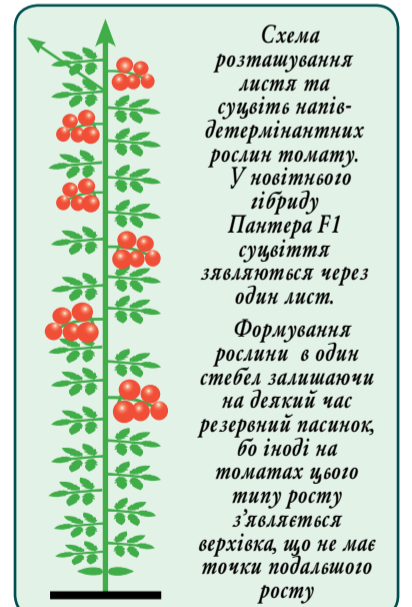 Схема
розташування
листя та
суцвіть напів-
детермінантних
рослин томату.
У новітнього
гібриду
Пантера F1
суцвіття
зявляються через
один лист.
Формування
рослини в один
стебел залишаючи
на деякий час
резервний пасинок,
бо іноді на
томатах цього
типу росту
з’являється
верхівка, що не має
точки подальшого
росту